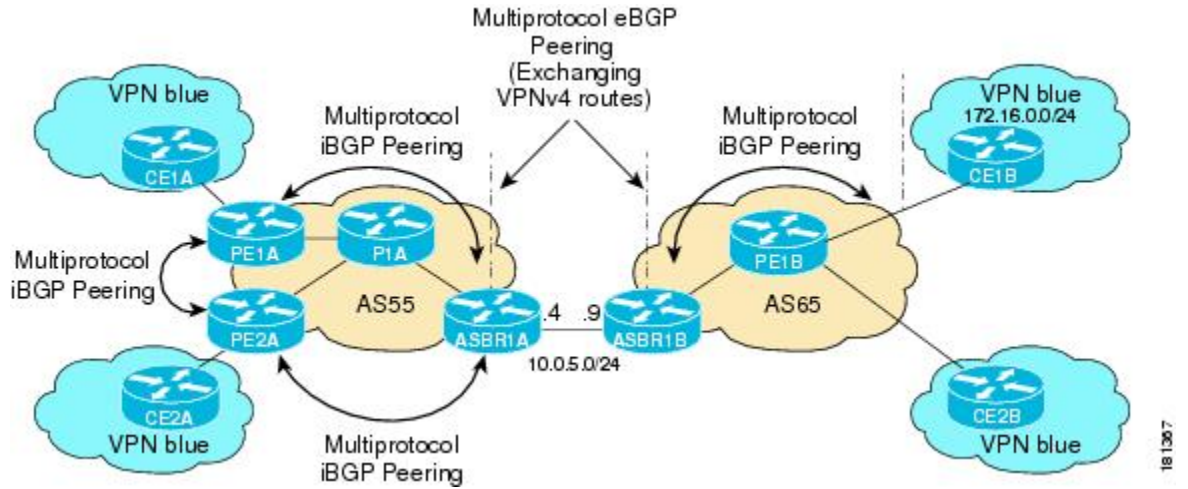 Multiprotocol eBGP
Peering
(Exchanging
VPNv4 routes)
VPN blue
Multiprotocol
iBGP Peering
Multiprotocol
iBGP Peering
VPN blue
172.16.0.0/24
CE1A
CE1B
PE1A
P1A
PE1B
Multiprotocol
iBGP Peering
AS55
AS65
PE2A
ASBR1A
.4
.9
ASBR1B
10.0.5.0/24
CE2A
VPN blue
CE2B
VPN blue
Multiprotocol
iBGP Peering
181367